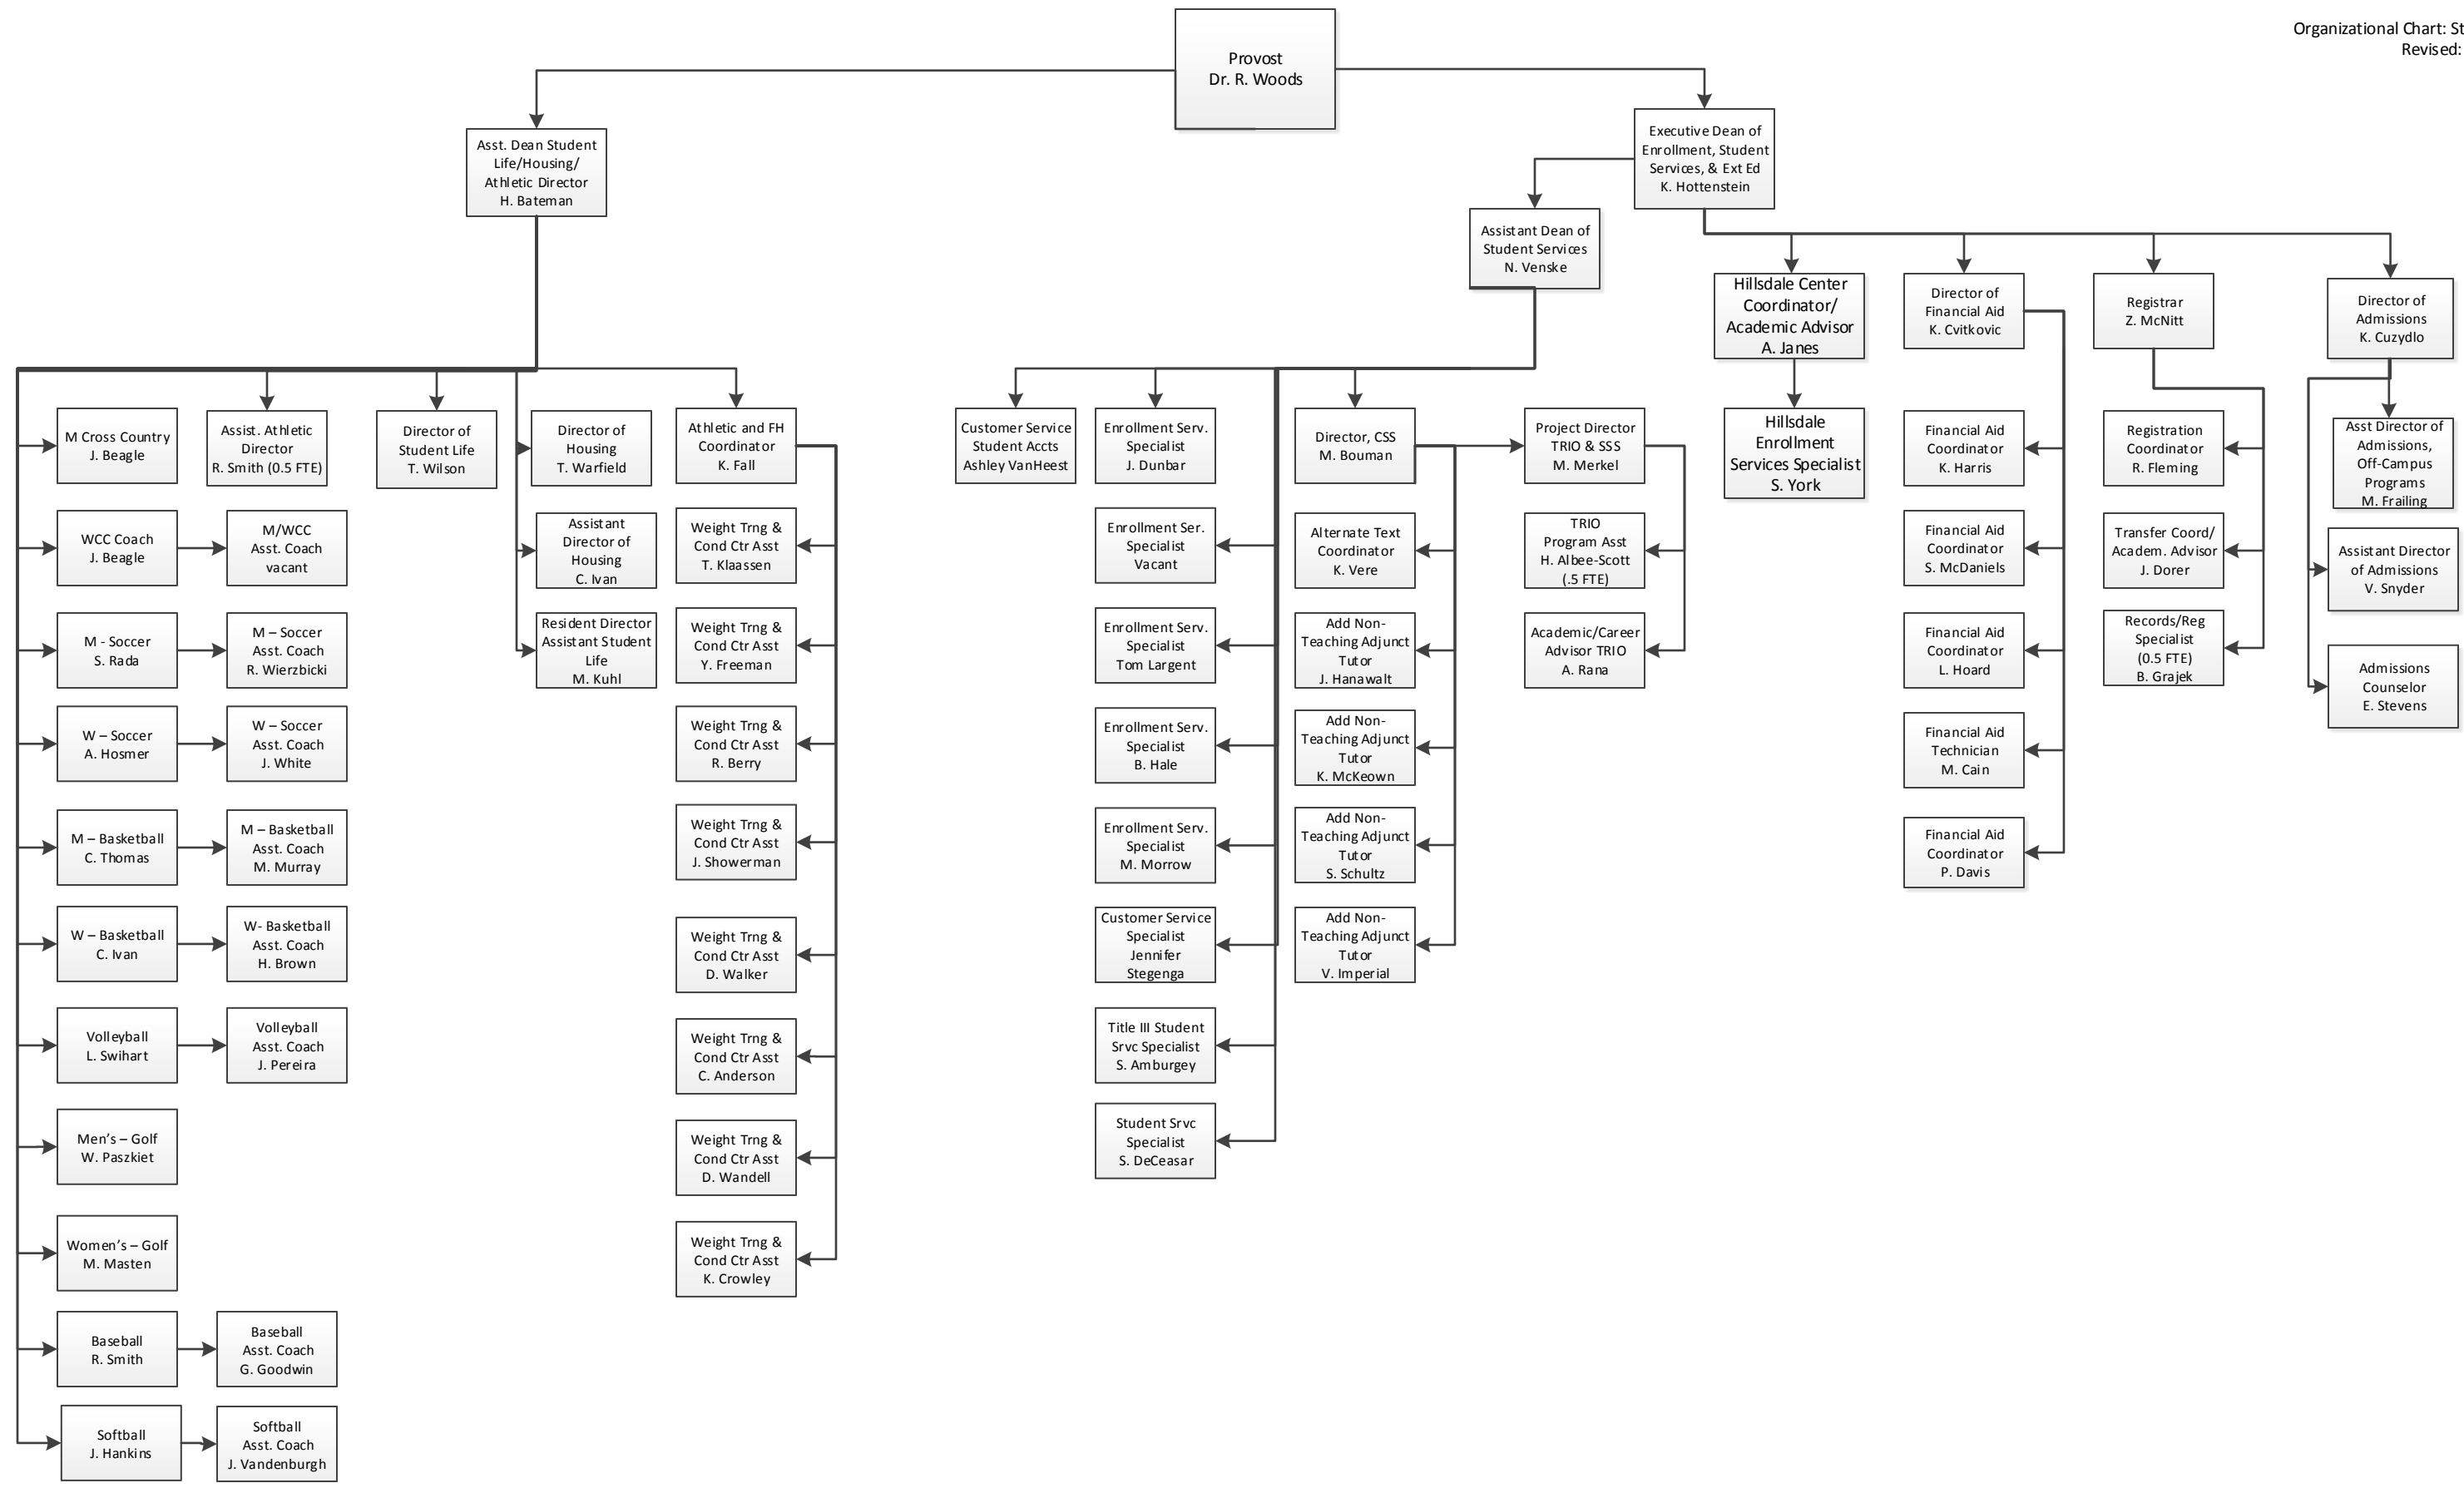 Organizational Chart: St
Revised:
Provost
Dr. R. Woods
Asst. Dean Student
Life/Housing/
Athletic Director
H. Bateman
Executive Dean of
Enrollment, Student
Services, & Ext Ed
K. Hottenstein
Assistant Dean of
Student Services
N. Venske
Hillsdale Center
Coordinator/
Academic Advisor
A. Janes
Director of
Financial Aid
K. Cvitkovic
Registrar
Z. McNitt
Director of
Admissions
K. Cuzydlo
M Cross Country
J. Beagle
Assist. Athletic
Director
R. Smith (0.5 FTE)
Director of
Student Life
T. Wilson
Director of
Housing
T. Warfield
Athletic and FH
Coordinator
K. Fall
Customer Service
Student Accts
Ashley VanHeest
Enrollment Serv.
Specialist
J. Dunbar
Director, CSS
M. Bouman
Project Director
TRIO & SSS
M. Merkel
Hillsdale
Enrollment
Services Specialist
S. York
Financial Aid
Coordinator
K. Harris
Registration
Coordinator
R. Fleming
Asst Director of
Admissions,
Off-Campus
Programs
M. Frailing
WCC Coach
J. Beagle
M/WCC
Asst. Coach
vacant
Assistant
Director of
Housing
C. Ivan
Weight Trng &
Cond Ctr Asst
T. Klaassen
Enrollment Ser.
Specialist
Vacant
Alternate Text
Coordinator
K. Vere
TRIO
Program Asst
H. Albee-Scott
(.5 FTE)
Financial Aid
Coordinator
S. McDaniels
Transfer Coord/
Academ. Advisor
J. Dorer
Assistant Director
of Admissions
V. Snyder
M - Soccer
S. Rada
M – Soccer
Asst. Coach
R. Wierzbicki
Resident Director
Assistant Student
Life
M. Kuhl
Weight Trng &
Cond Ctr Asst
Y. Freeman
Enrollment Serv.
Specialist
Tom Largent
Add Non-
Teaching Adjunct
Tutor
J. Hanawalt
Academic/Career
Advisor TRIO
A. Rana
Financial Aid
Coordinator
L. Hoard
Records/Reg
Specialist
(0.5 FTE)
B. Grajek
Admissions
Counselor
E. Stevens
W – Soccer
A. Hosmer
W – Soccer
Asst. Coach
J. White
Weight Trng &
Cond Ctr Asst
R. Berry
Enrollment Serv.
Specialist
B. Hale
Add Non-
Teaching Adjunct
Tutor
K. McKeown
Financial Aid
Technician
M. Cain
M – Basketball
C. Thomas
M – Basketball
Asst. Coach
M. Murray
Weight Trng &
Cond Ctr Asst
J. Showerman
Enrollment Serv.
Specialist
M. Morrow
Add Non-
Teaching Adjunct
Tutor
S. Schultz
Financial Aid
Coordinator
P. Davis
W – Basketball
C. Ivan
W- Basketball
Asst. Coach
H. Brown
Weight Trng &
Cond Ctr Asst
D. Walker
Customer Service
Specialist
Jennifer
Stegenga
Add Non-
Teaching Adjunct
Tutor
V. Imperial
Volleyball
L. Swihart
Volleyball
Asst. Coach
J. Pereira
Weight Trng &
Cond Ctr Asst
C. Anderson
Title III Student
Srvc Specialist
S. Amburgey
Men’s – Golf
W. Paszkiet
Weight Trng &
Cond Ctr Asst
D. Wandell
Student Srvc
Specialist
S. DeCeasar
Women’s – Golf
M. Masten
Weight Trng &
Cond Ctr Asst
K. Crowley
Baseball
R. Smith
Baseball
Asst. Coach
G. Goodwin
Softball
J. Hankins
Softball
Asst. Coach
J. Vandenburgh